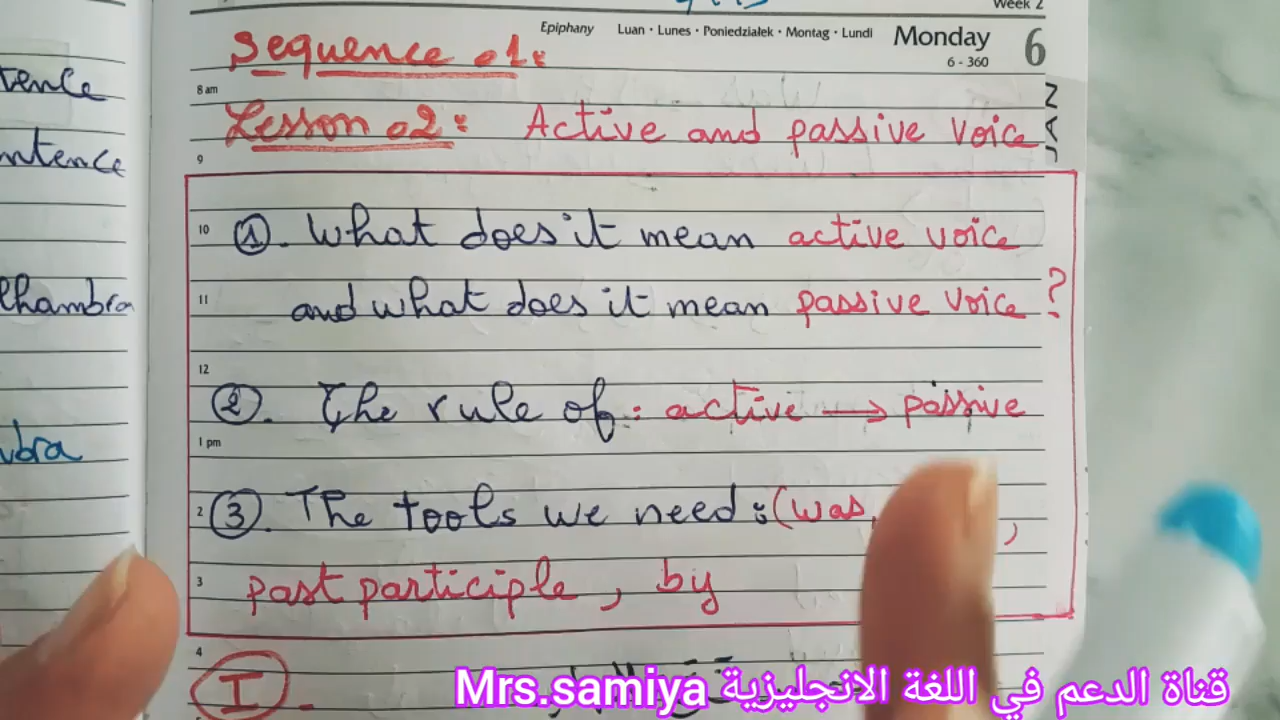 Week 2
Epiphany Luan • Lunes • Poniedziałek • Montag • Lundi Monday 6
6 - 360
JAN
Sequence 01:
8 am
Lesson 02: Active and passive voice
9
10 ①. What does it mean active voice
11 and what does it mean passive voice?
12
②. The rule of: active → passive
1 pm
2 ③. The tools we need: (was, ,
3 past participle, by
4
I.
tence
ntence
lhambra
Mrs.samiya قناة الدعم في اللغة الانجليزية